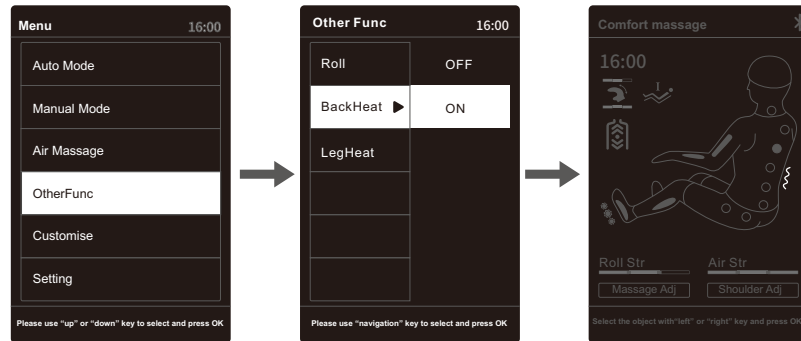 Menu 16:00
Auto Mode
Manual Mode
Air Massage
OtherFunc
Customise
Setting
Please use “up” or “down” key to select and press OK
Other Func 16:00
Roll OFF
BackHeat ON
LegHeat
Please use “navigation” key to select and press OK
Comfort massage
16:00
I
Roll Str Air Str
Massage Adj Shoulder Adj
Select the object with“left” or “right” key and press OK